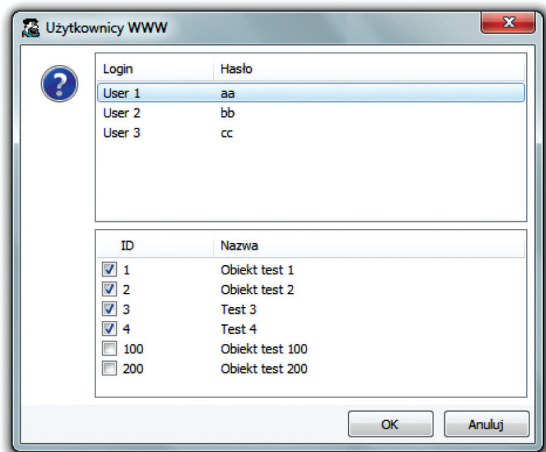 Użytkownicy WWW
Login Hasło
User 1 aa
User 2 bb
User 3 cc
ID Nazwa
1 Obiekt test 1
2 Obiekt test 2
3 Test 3
4 Test 4
100 Obiekt test 100
200 Obiekt test 200
OK Anuluj